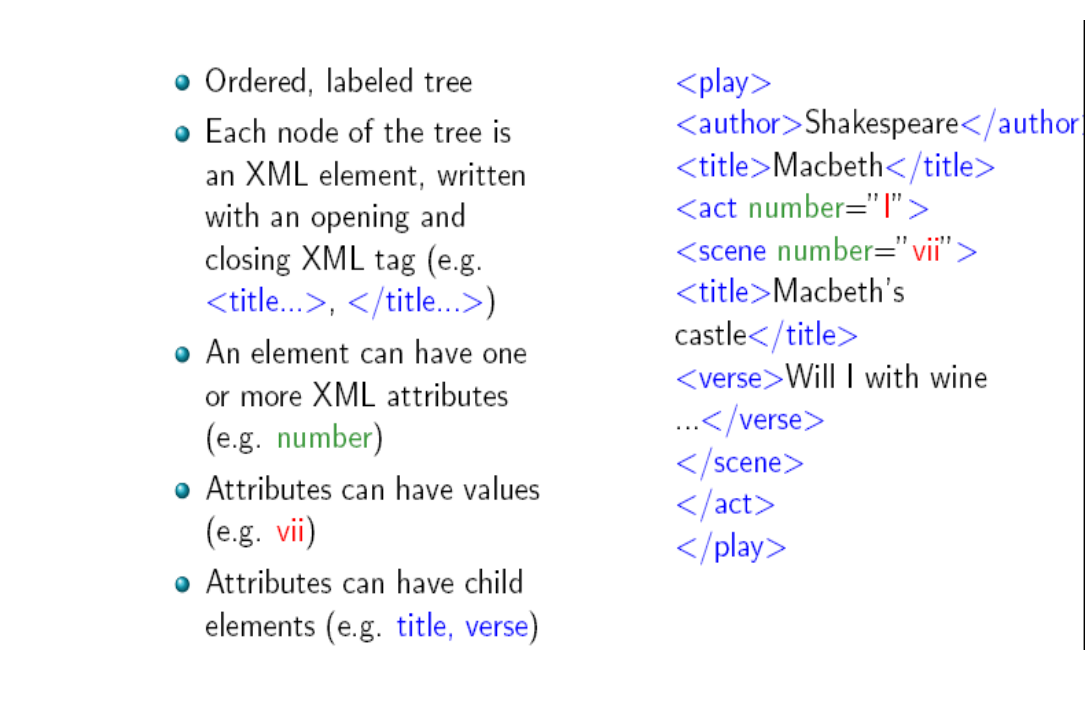 Ordered, labeled tree
Each node of the tree is
an XML element, written
with an opening and
closing XML tag (e.g.
<title...>, </title...>)
An element can have one
or more XML attributes
(e.g. number)
Attributes can have values
(e.g. vii)
Attributes can have child
elements (e.g. title, verse)
<play>
<author>Shakespeare</author>
<title>Macbeth</title>
<act number="I">
<scene number="vii">
<title>Macbeth's
castle</title>
<verse>Will I with wine
...</verse>
</scene>
</act>
</play>